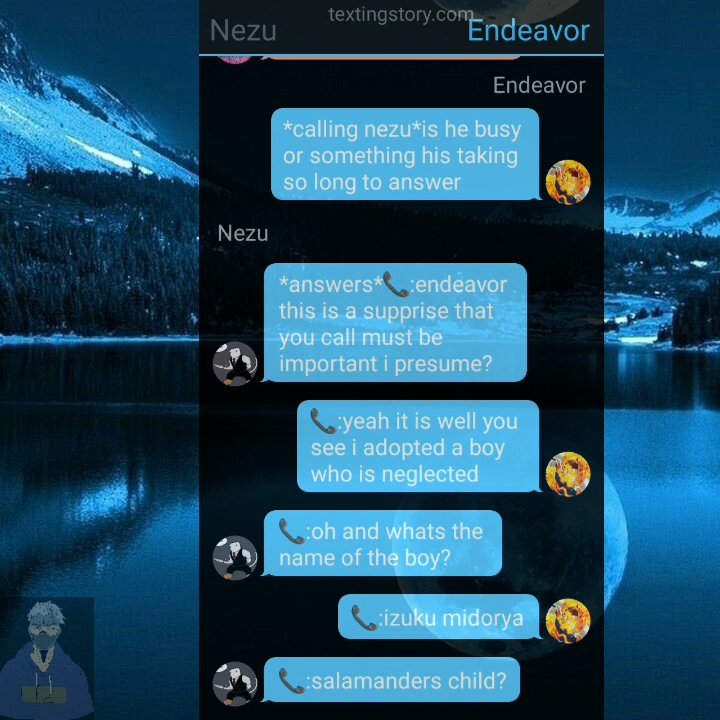 textingstory.com
Nezu
Endeavor
Endeavor
*calling nezu*is he busy
or something his taking
so long to answer
Nezu
*answers*📞:endeavor
this is a supprise that
you call must be
important i presume?
📞:yeah it is well you
see i adopted a boy
who is neglected
📞:oh and whats the
name of the boy?
📞:izuku midorya
📞:salamanders child?